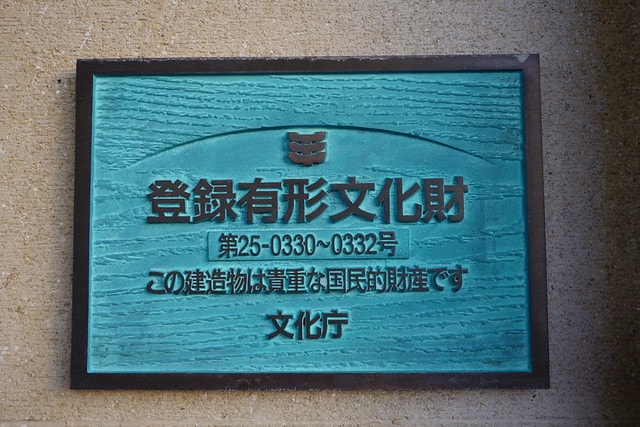 登録有形文化財
第25-0330~0332号
この建造物は貴重な国民的財産です
文化庁